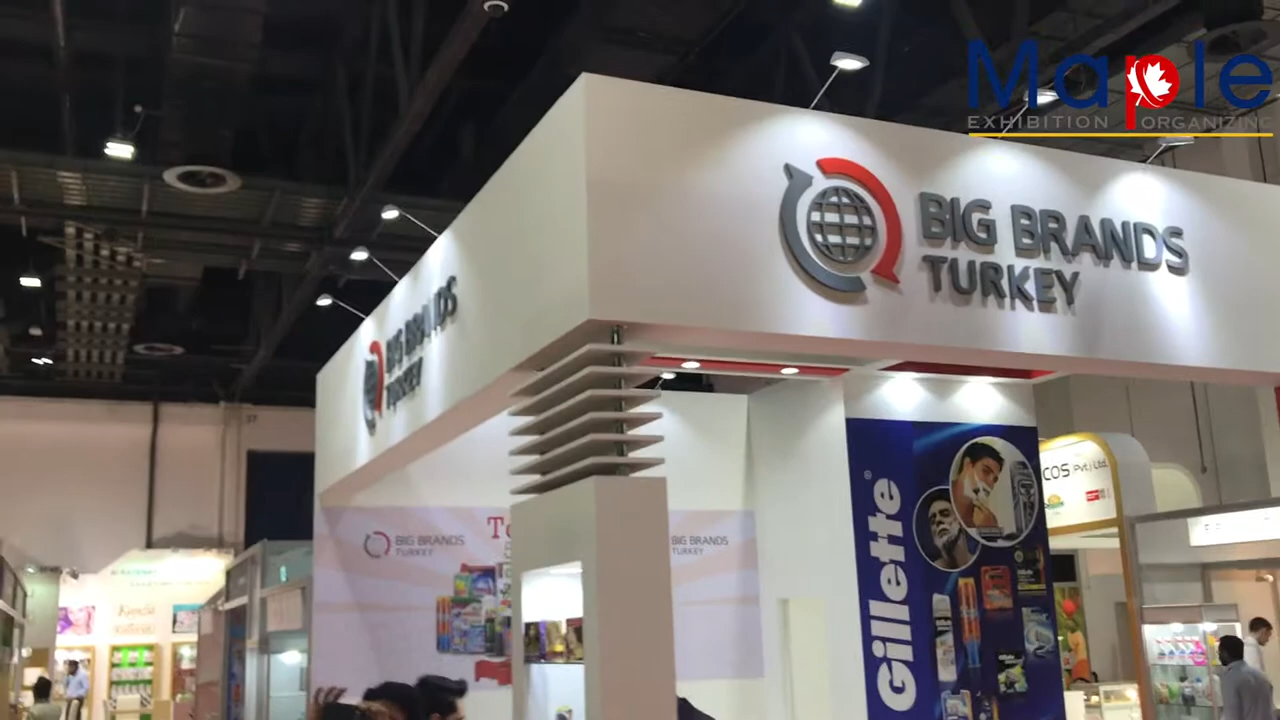 Maple
EXHIBITION ORGANIZING
BIG BRANDS
TURKEY
BIG BRANDS
TURKEY
BIG BRANDS
TURKEY
BIG BRANDS
TURKEY
Gillette®
COS (Pvt.) Ltd.
37